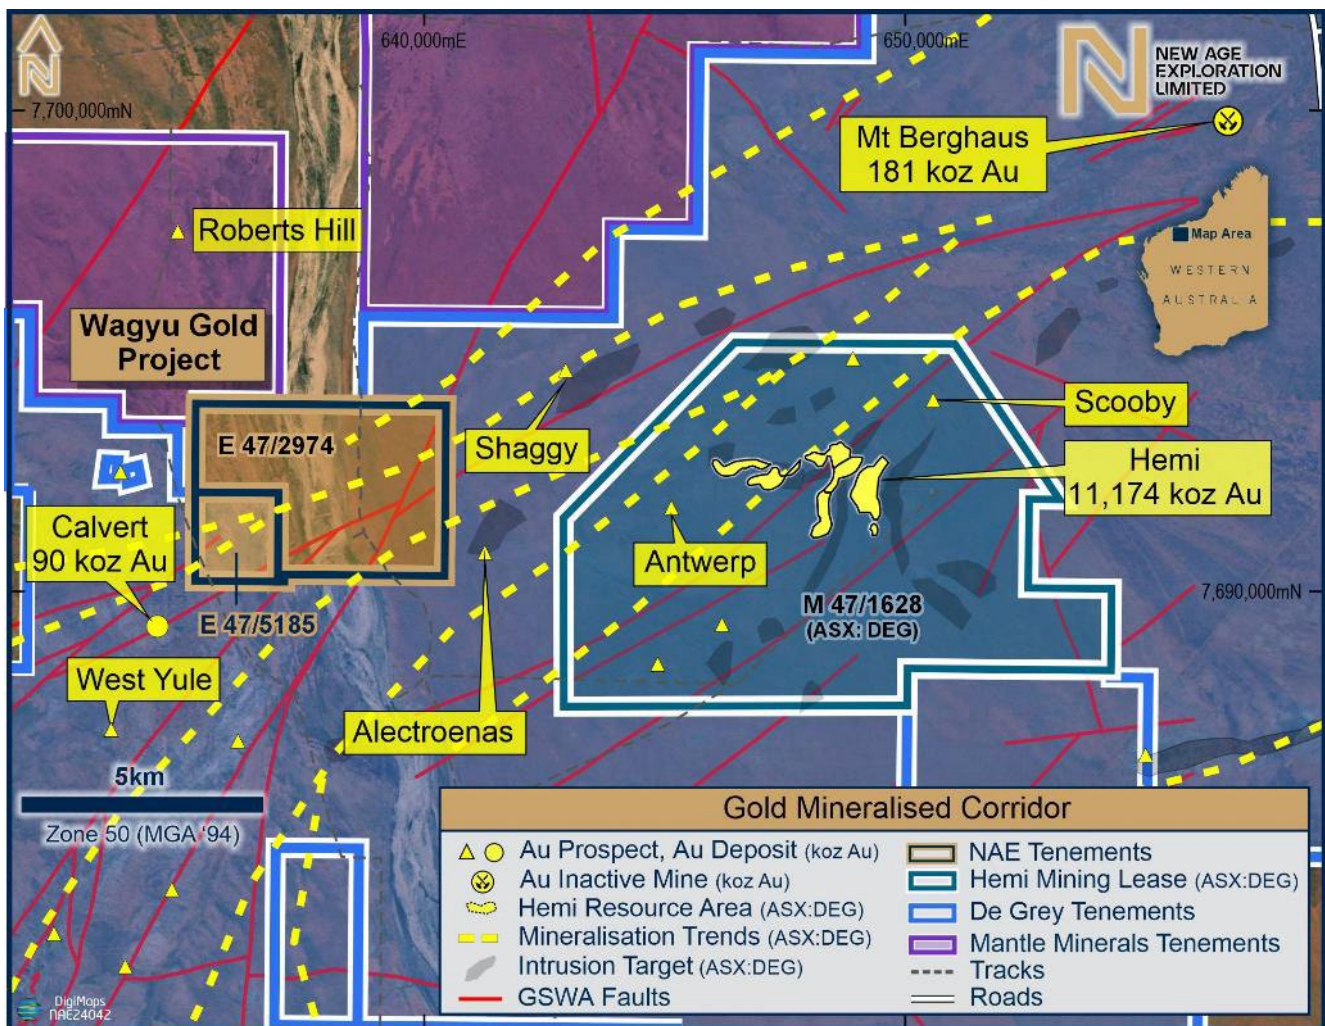 N
640,000mE
650,000mE
N
NEW AGE
EXPLORATION
LIMITED
7,700,000mN
Mt Berghaus
181 koz Au
Roberts Hill
Map Area
WESTERN
AUSTRALIA
Wagyu Gold
Project
E 47/2974
Shaggy
Scooby
Hemi
11,174 koz Au
Calvert
90 koz Au
Antwerp
7,690,000mN
M 47/1628
(ASX: DEG)
E 47/5185
West Yule
Alectroenas
5km
Zone 50 (MGA '94)
Gold Mineralised Corridor
Au Prospect, Au Deposit (koz Au)
Au Inactive Mine (koz Au)
Hemi Resource Area (ASX:DEG)
Mineralisation Trends (ASX:DEG)
Intrusion Target (ASX:DEG)
GSWA Faults
NAE Tenements
Hemi Mining Lease (ASX:DEG)
De Grey Tenements
Mantle Minerals Tenements
Tracks
Roads
DigiMaps
NAE24042